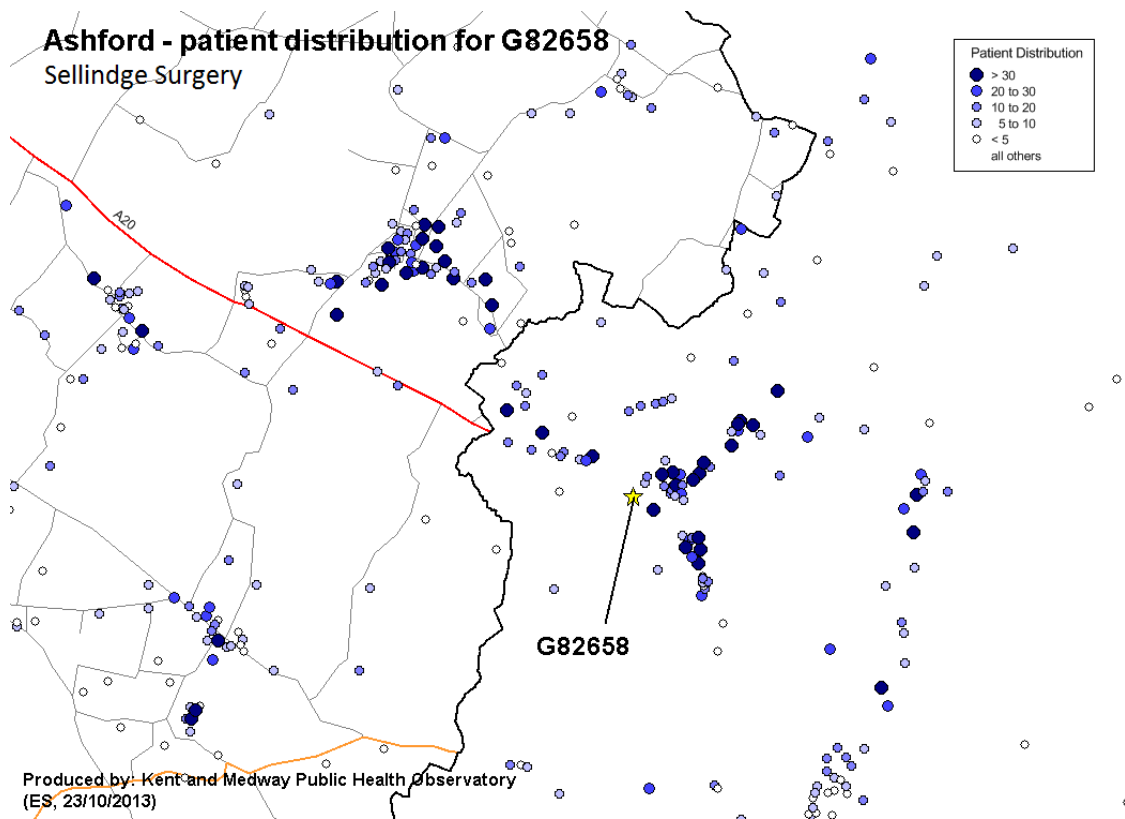 Ashford - patient distribution for G82658
Sellindge Surgery
Patient Distribution
> 30
20 to 30
10 to 20
5 to 10
< 5
all others
A20
G82658
Produced by: Kent and Medway Public Health Observatory
(ES, 23/10/2013)